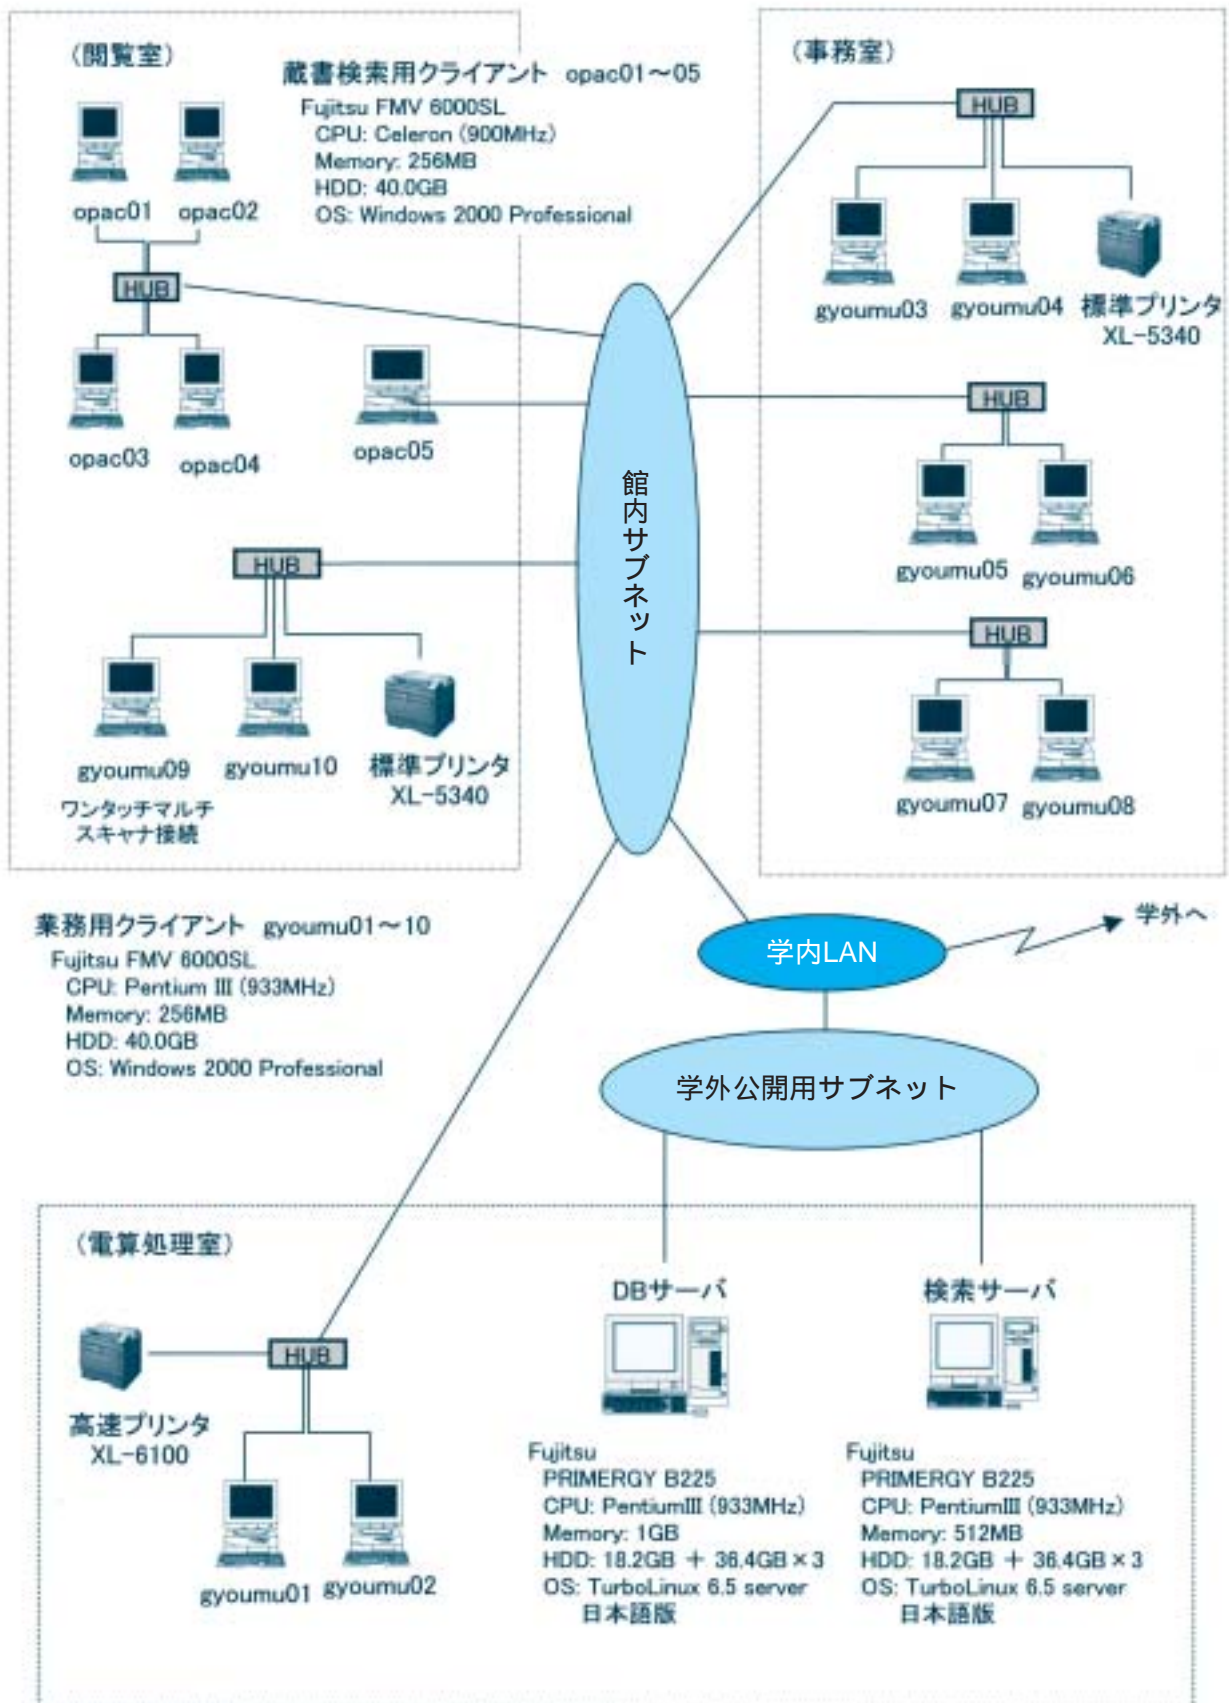 （閲覧室）
蔵書検索用クライアント opac01～05
Fujitsu FMV 6000SL
CPU: Celeron (900MHz)
Memory: 256MB
HDD: 40.0GB
OS: Windows 2000 Professional
opac01
opac02
HUB
opac03
opac04
opac05
HUB
gyoumu09
ワンタッチマルチ
スキャナ接続
gyoumu10
標準プリンタ
XL-5340
（事務室）
HUB
gyoumu03
gyoumu04
標準プリンタ
XL-5340
HUB
gyoumu05
gyoumu06
HUB
gyoumu07
gyoumu08
館内サブネット
業務用クライアント gyoumu01～10
Fujitsu FMV 6000SL
CPU: Pentium III (933MHz)
Memory: 256MB
HDD: 40.0GB
OS: Windows 2000 Professional
学内LAN
学外へ
学外公開用サブネット
（電算処理室）
高速プリンタ
XL-6100
HUB
gyoumu01
gyoumu02
DBサーバ
Fujitsu
PRIMERGY B225
CPU: PentiumIII (933MHz)
Memory: 1GB
HDD: 18.2GB ＋ 36.4GB×3
OS: TurboLinux 6.5 server
日本語版
検索サーバ
Fujitsu
PRIMERGY B225
CPU: PentiumIII (933MHz)
Memory: 512MB
HDD: 18.2GB ＋ 36.4GB×3
OS: TurboLinux 6.5 server
日本語版